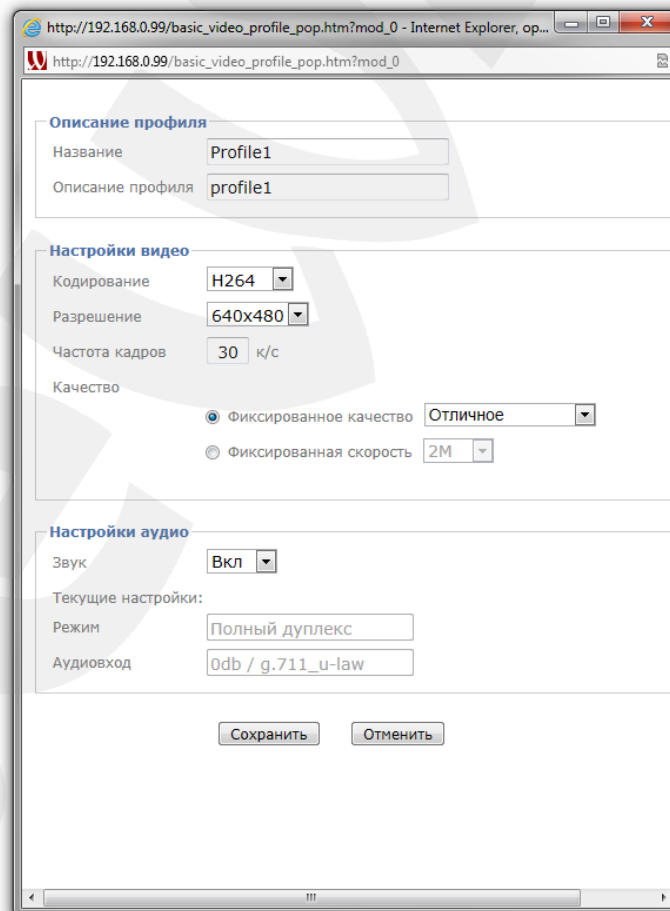 http://192.168.0.99/basic_video_profile_pop.htm?mod_0 - Internet Explorer, op...
http://192.168.0.99/basic_video_profile_pop.htm?mod_0
Описание профиля
Название Profile1
Описание профиля profile1
Настройки видео
Кодирование H264
Разрешение 640x480
Частота кадров 30 к/с
Качество
Фиксированное качество Отличное
Фиксированная скорость 2M
Настройки аудио
Звук Вкл
Текущие настройки:
Режим Полный дуплекс
Аудиовход 0db / g.711_u-law
Сохранить Отменить